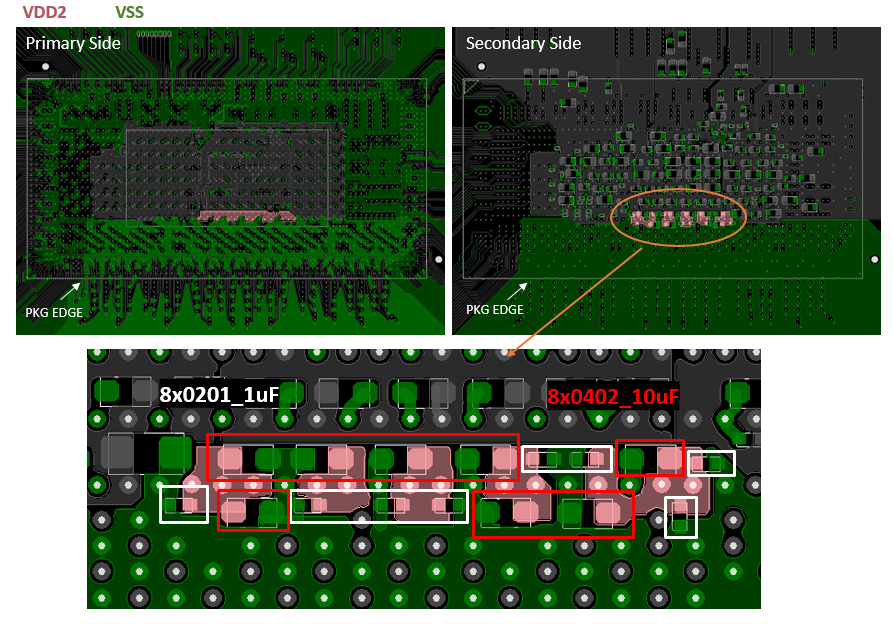 VDD2 VSS
Primary Side
Secondary Side
PKG EDGE
PKG EDGE
8x0201_1uF
8x0402_10uF